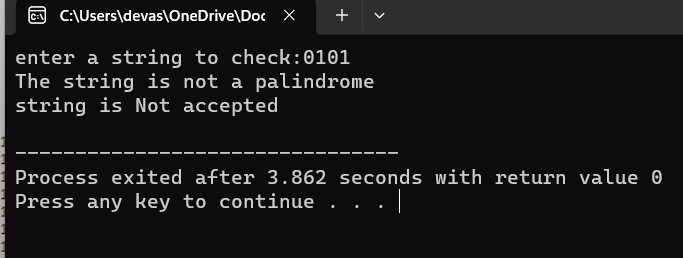 C:\Users\devas\OneDrive\Doc
enter a string to check:0101
The string is not a palindrome
string is Not accepted
--------------------------------
Process exited after 3.862 seconds with return value 0
Press any key to continue . . .